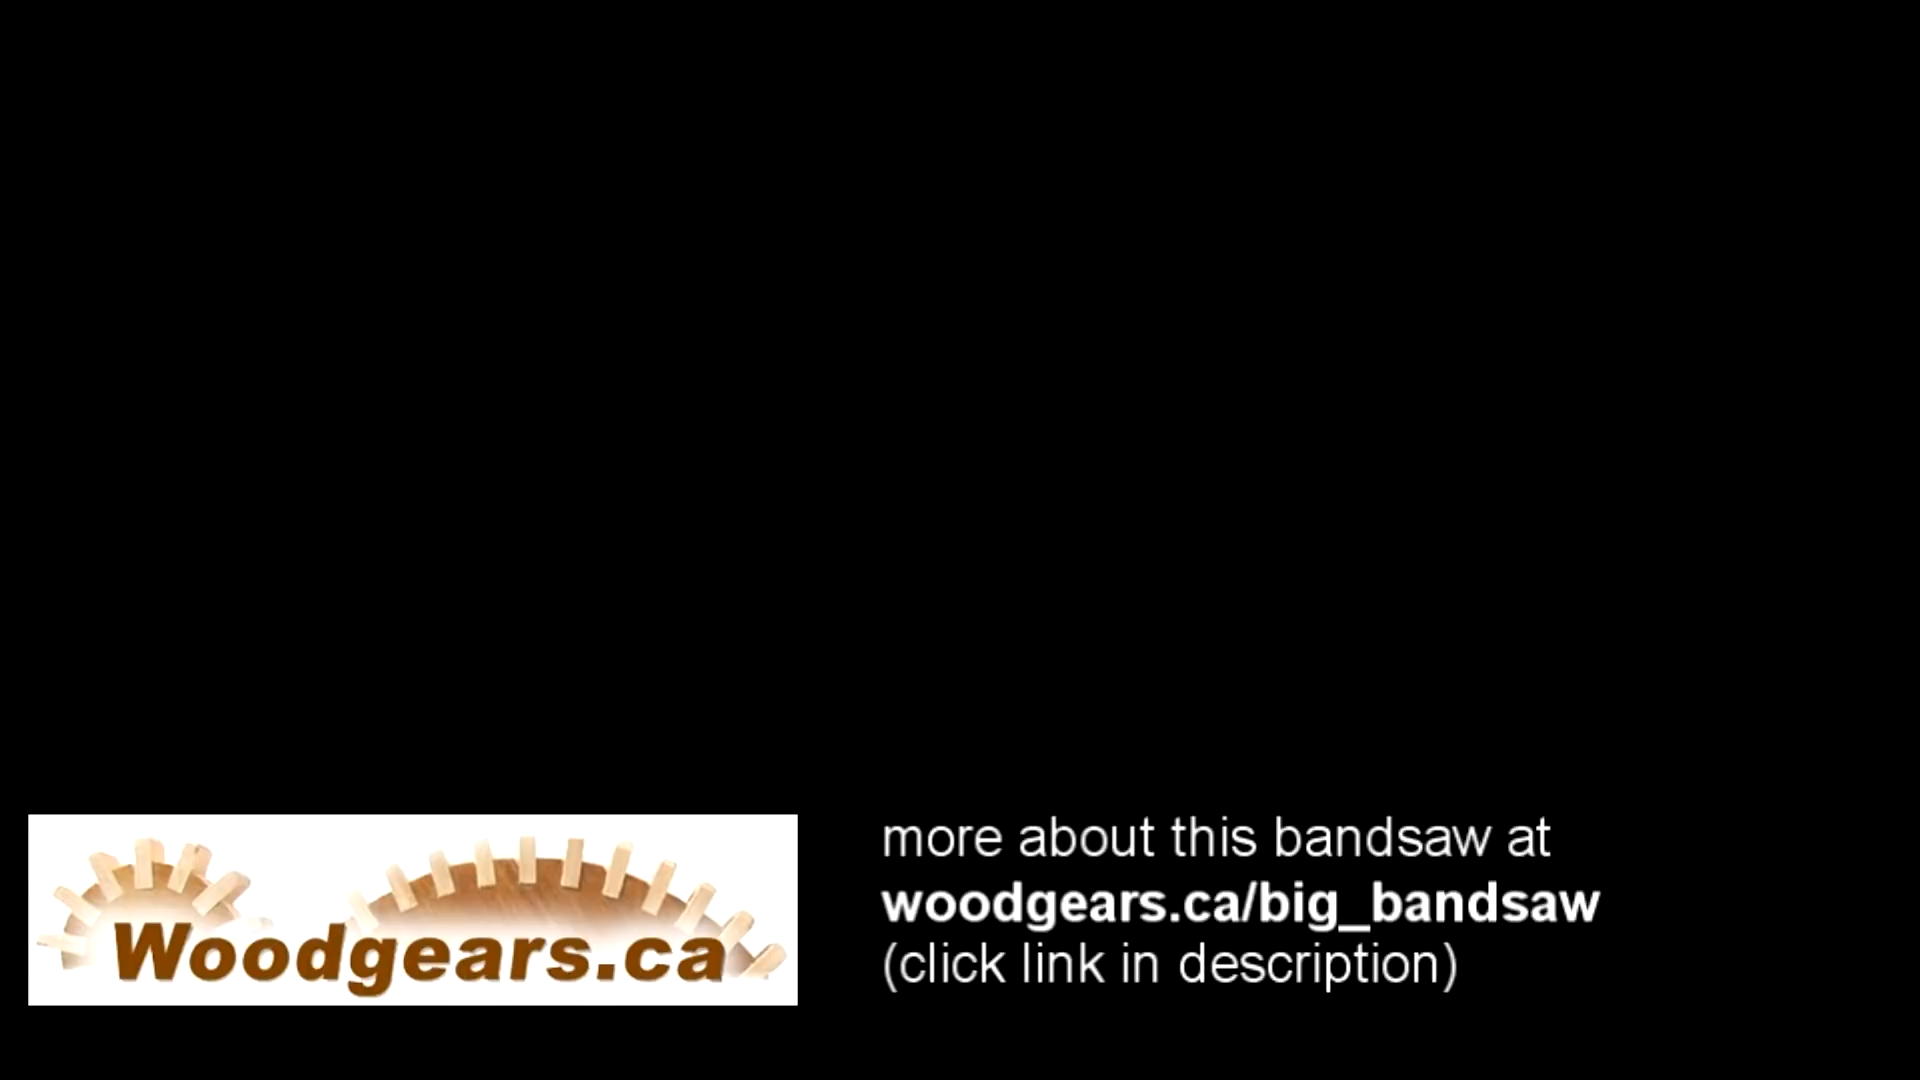 Woodgears.ca
more about this bandsaw at
woodgears.ca/big_bandsaw
(click link in description)